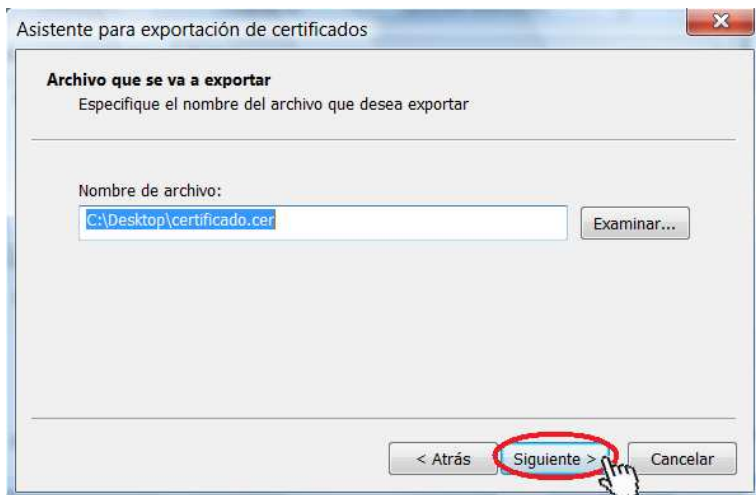 Asistente para exportación de certificados
Archivo que se va a exportar
Especifique el nombre del archivo que desea exportar
Nombre de archivo:
C:\Desktop\certificado.cer
Examinar...
< Atrás
Siguiente >
Cancelar